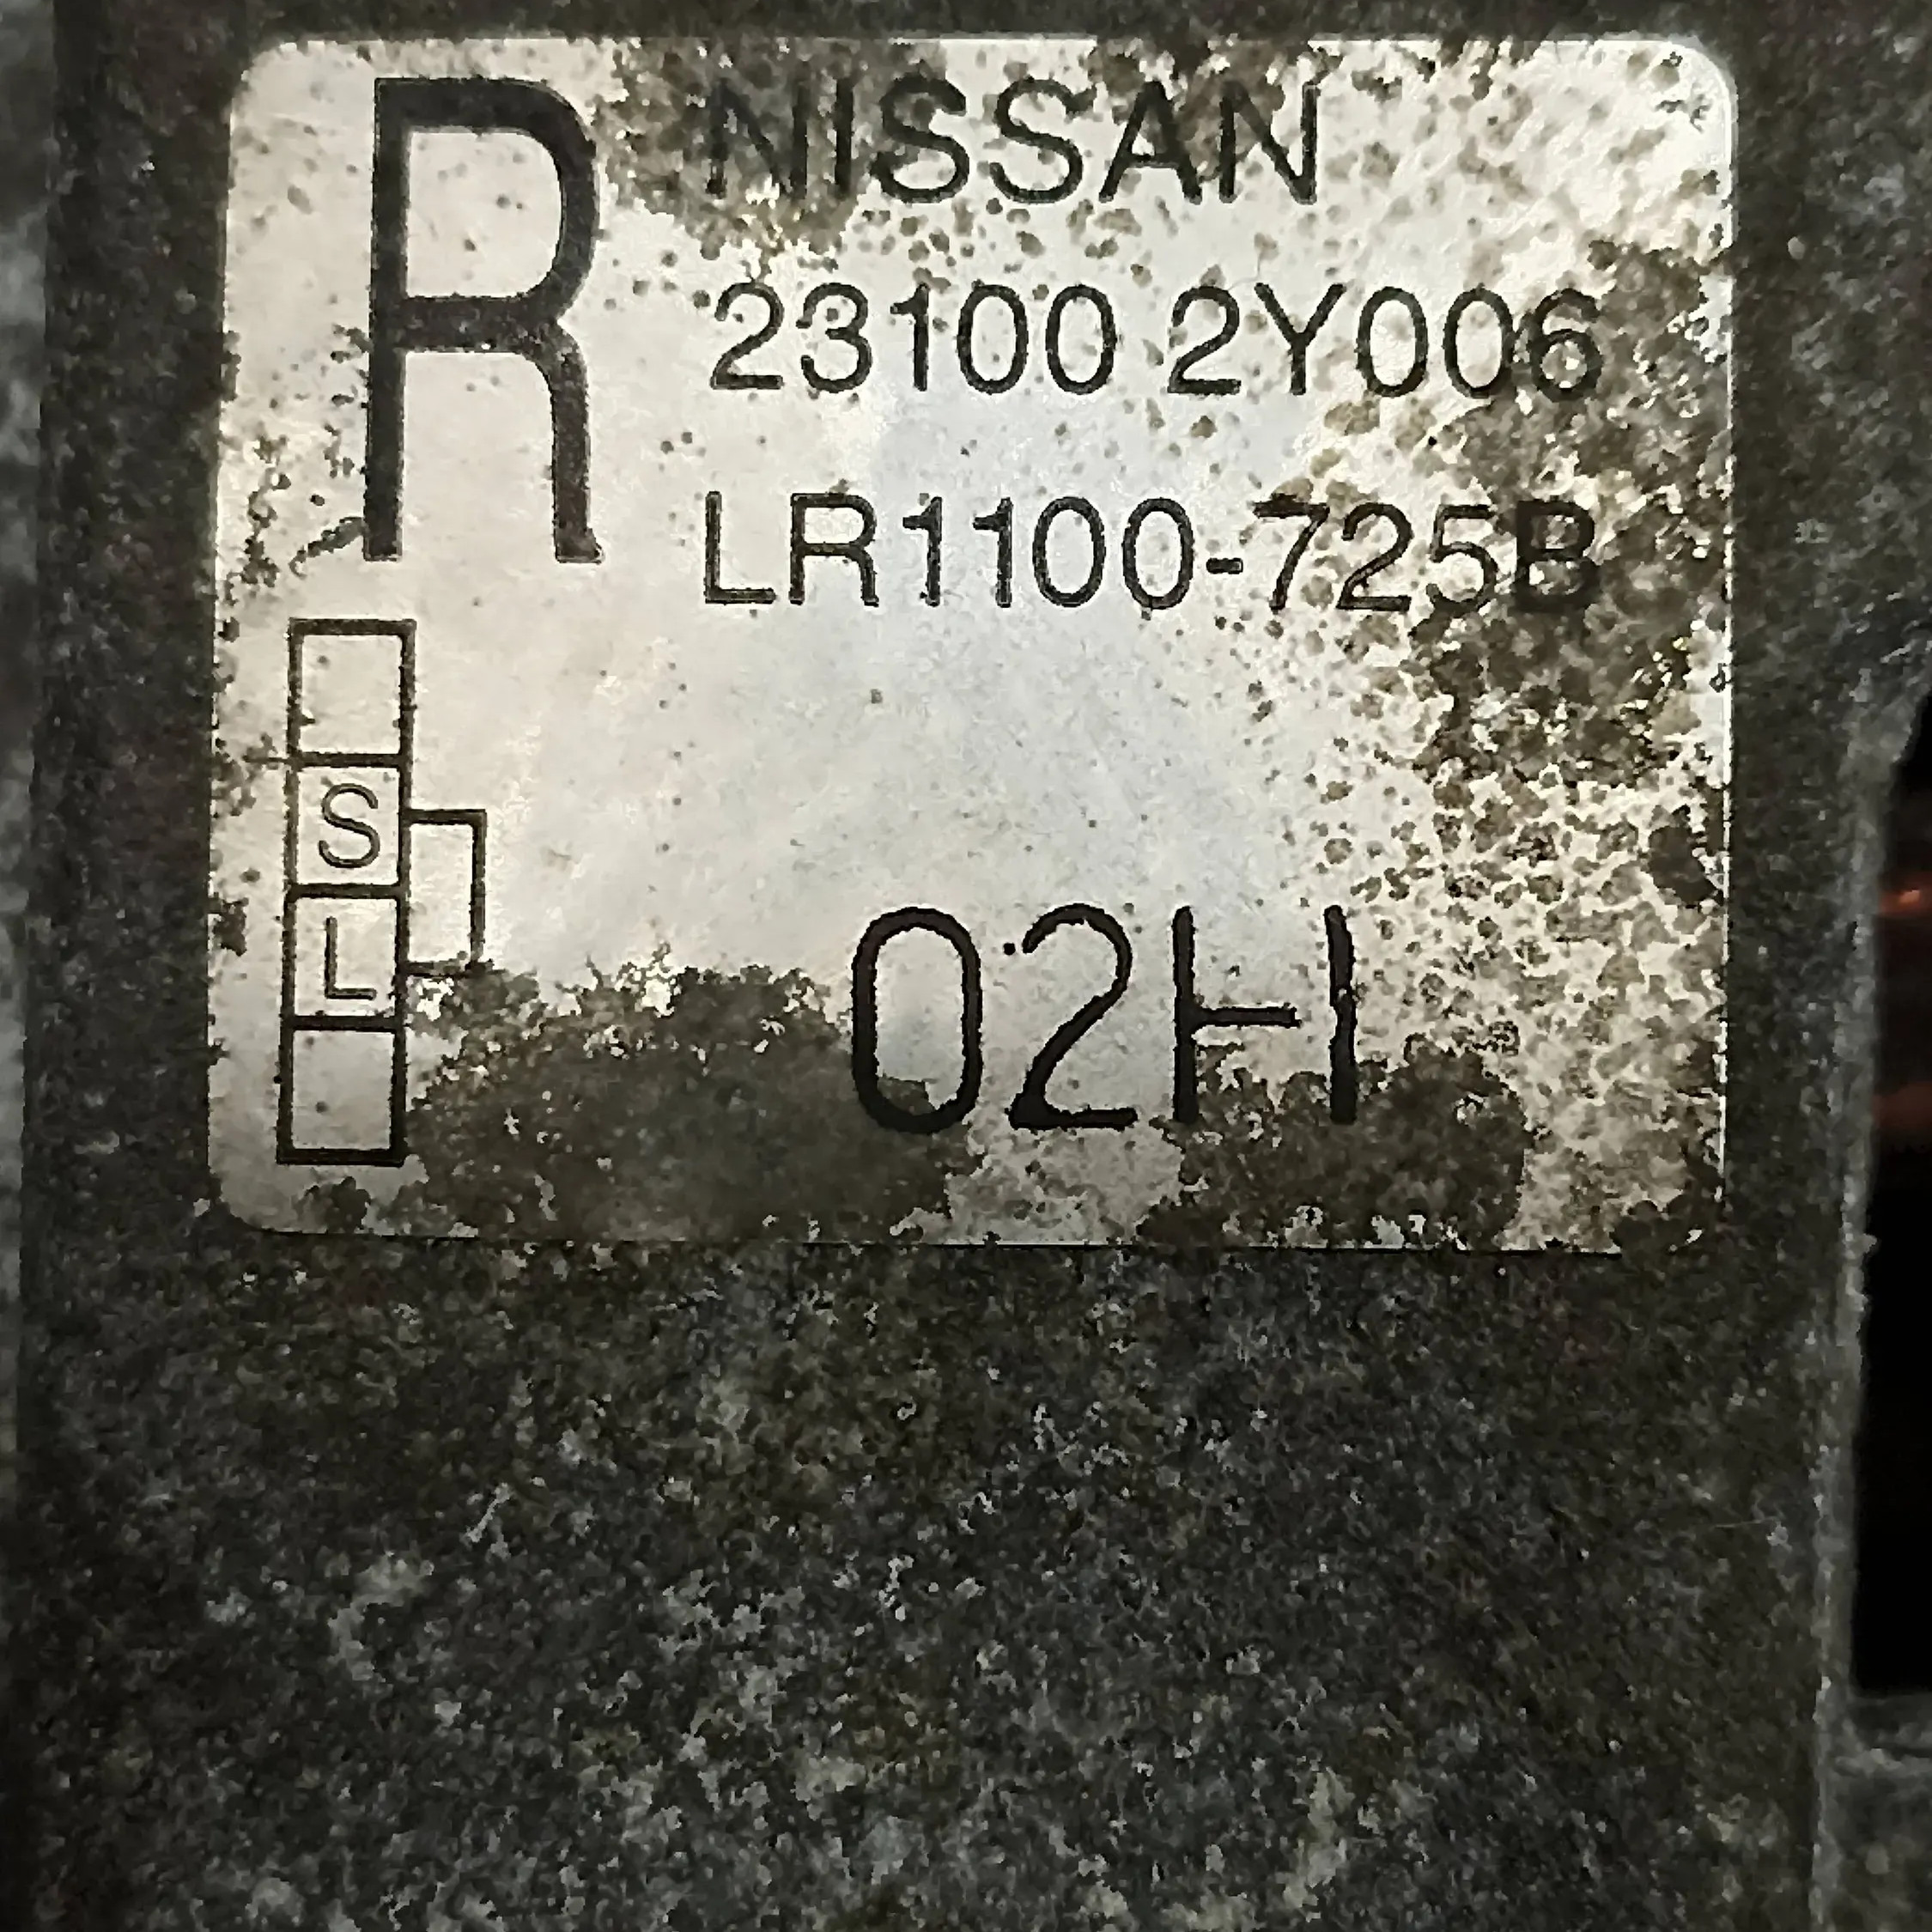 R
NISSAN
23100 2Y006
LR1100-725B
S
L
02H